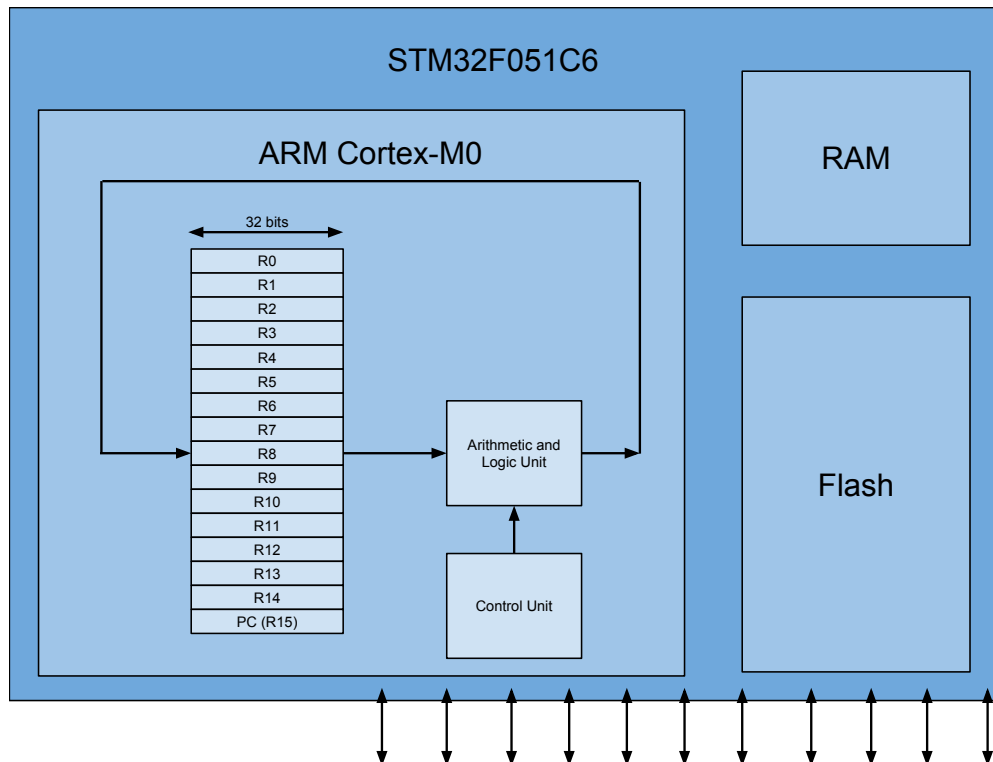 STM32F051C6
ARM Cortex-M0
32 bits
R0
R1
R2
R3
R4
R5
R6
R7
R8
R9
R10
R11
R12
R13
R14
PC (R15)
Arithmetic and
Logic Unit
Control Unit
RAM
Flash